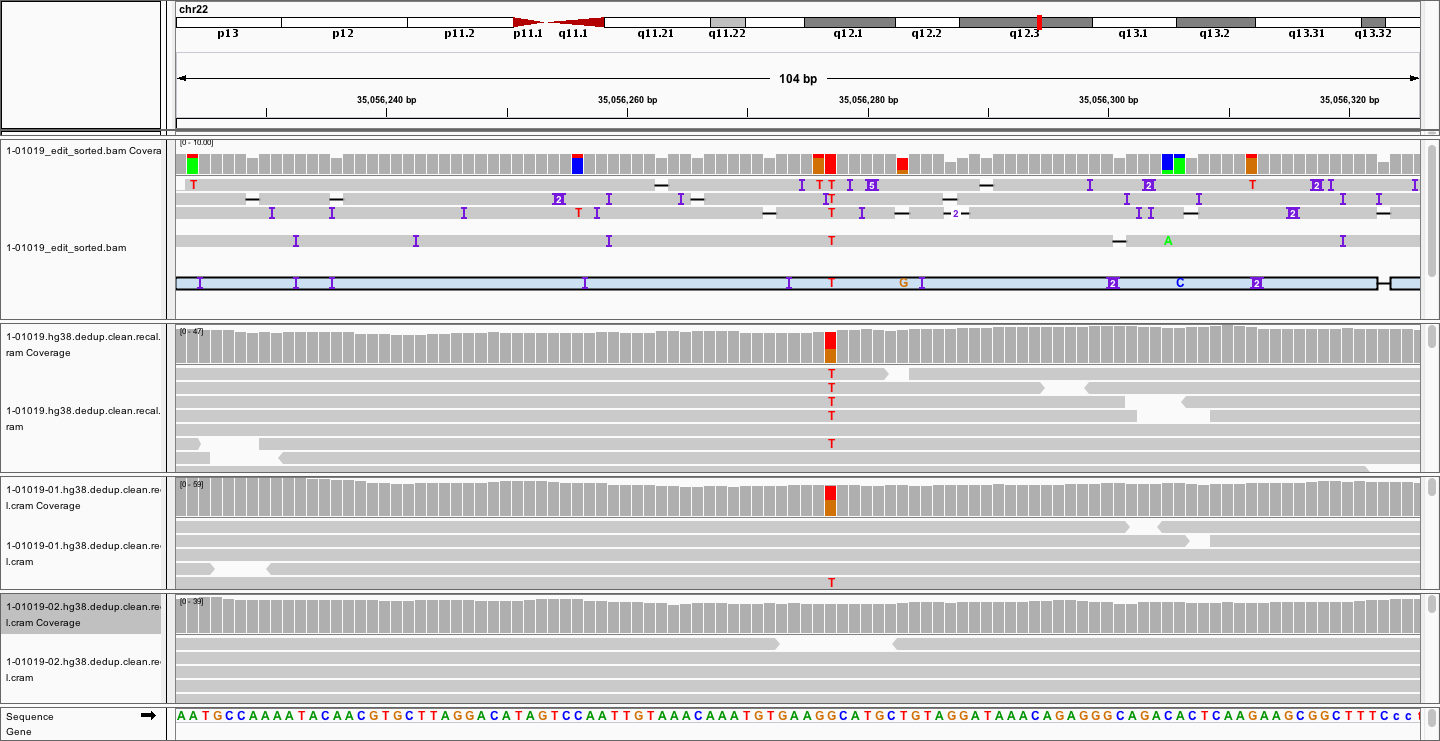 chr22
p13 p12 p11.2 p11.1 q11.1 q11.21 q11.22 q12.1 q12.2 q12.3 q13.1 q13.2 q13.31 q13.32
104 bp
35,056,240 bp 35,056,260 bp 35,056,280 bp 35,056,300 bp 35,056,320 bp
1-01019_edit_sorted.bam Covera
[0 - 10.00]
T T T 5 2 T 2
2 T
T T 2 2
1-01019_edit_sorted.bam
T A
T G 2 C 2
1-01019.hg38.dedup.clean.recal.
ram Coverage
[0 - 47]
T
T
T
T
T
1-01019.hg38.dedup.clean.recal.
ram
1-01019-01.hg38.dedup.clean.re
l.cram Coverage
[0 - 59]
1-01019-01.hg38.dedup.clean.re
l.cram
T
1-01019-02.hg38.dedup.clean.re
l.cram Coverage
[0 - 39]
1-01019-02.hg38.dedup.clean.re
l.cram
Sequence
A A T G C C A A A A T A C A A C G T G C T T A G G A C A T A G T C C A A T T G T A A A C A A A T G T G A A G G C A T G C T G T A G G A T A A A C A G A G G G C A G A C A C T C A A G A A G C G G C T T T C c c t
Gene